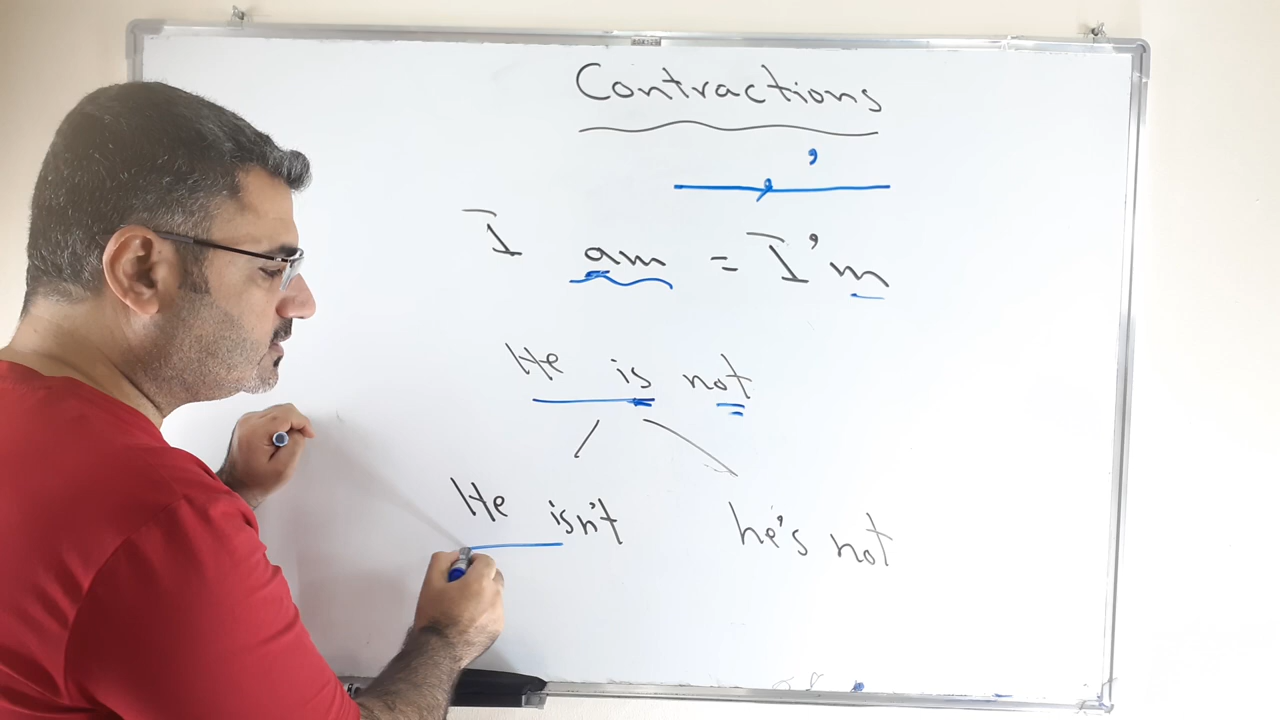 Contractions
,
I am = I'm
He is not
He isn't he's not